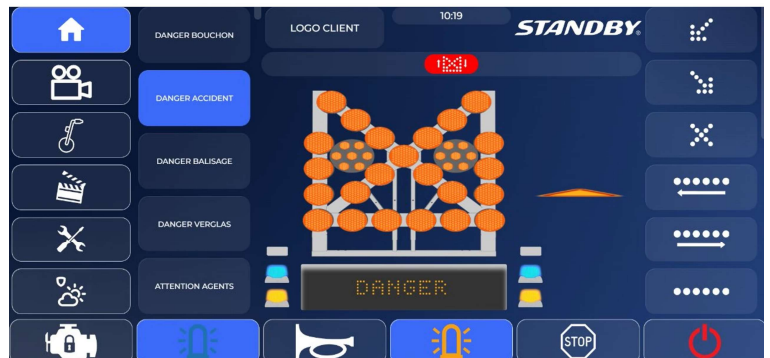 DANGER BOUCHON
LOGO CLIENT
10:19
STANDBY®
DANGER ACCIDENT
DANGER BALISAGE
DANGER VERGLAS
ATTENTION AGENTS
DANGER
STOP